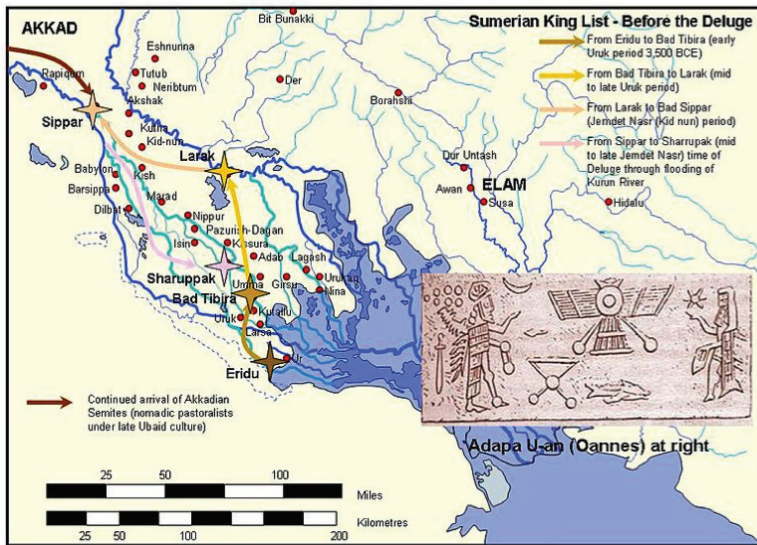 Sumerian King List - Before the Deluge
From Eridu to Bad Tibira (early
Uruk period 3,500 BCE)
From Bad Tibira to Larak (mid
to late Uruk period)
From Larak to Bad Sippar
(Jemdet Nasr (Kid nun) period)
From Sippar to Sharrupak (mid
to late Jemdet Nasr) time of
Deluge through flooding of
Kurun River
AKKAD
Bit Bunakki
Eshnunna
Rapiqum
Tutub
Neribtum
Der
Akshak
Borahshi
Sippar
Kutha
Kid-nun
Larak
Dur Untash
Babylon
Kish
ELAM
Barsippa
Awan
Susa
Hidalu
Dilbat
Marad
Nippur
Pazurish-Dagan
Isin
Kissura
Adab
Lagash
Sharuppak
Umma
Girsu
Urukag
Nina
Bad Tibira
Uruk
Kutallu
Larsa
Ur
Eridu
Continued arrival of Akkadian
Semites (nomadic pastoralists
under late Ubaid culture)
Adapa U-an (Oannes) at right
25 50 100
Miles
Kilometres
25 50 100 200